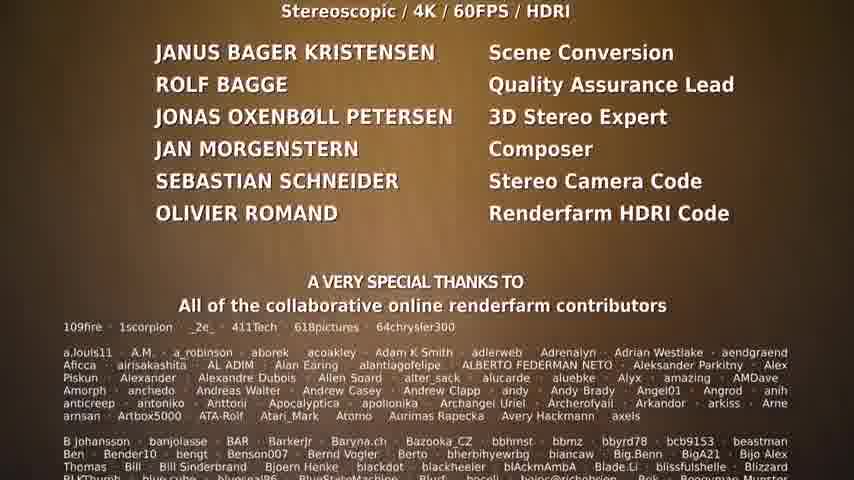 Stereoscopic / 4K / 60FPS / HDRI
JANUS BAGER KRISTENSEN Scene Conversion
ROLF BAGGE Quality Assurance Lead
JONAS OXENBØLL PETERSEN 3D Stereo Expert
JAN MORGENSTERN Composer
SEBASTIAN SCHNEIDER Stereo Camera Code
OLIVIER ROMAND Renderfarm HDRI Code
A VERY SPECIAL THANKS TO
All of the collaborative online renderfarm contributors
109fire · 1scorpion · _2e_ · 411Tech · 618pictures · 64chrysler300
a.louis11 · A.M. · a_robinson · aborek · acoakley · Adam K Smith · adlerweb · Adrenalyn · Adrian Westlake · aendgraend
Aficca · airisakashita · AL ADIM · Alan Earing · alantiagofelipe · ALBERTO FEDERMAN NETO · Aleksander Parkitny · Alex
Piskun · Alexander · Alexandre Dubois · Allen Soard · alter_sack · alucarde · aluebke · Alyx · amazing · AMDave
Amorph · anchedo · Andreas Walter · Andrew Casey · Andrew Clapp · andy · Andy Brady · Angel01 · Angrod · anih
anticreep · antoniko · Anttorii · Apocalyptica · apollonika · Archangel Uriel · Archerofaaii · Arkandor · arkiss · Arne
arnsan · Artbox5000 · ATA-Rolf · Atari_Mark · Atomo · Aurimas Rapecka · Avery Hackmann · axels
B Johansson · banjolasse · BAR · BarkerJr · Baryna.ch · Bazooka_CZ · bbhmst · bbmz · bbyrd78 · bcb9153 · beastman
Ben · Bender10 · bengt · Benson007 · Bernd Vogler · Berto · bherbihyewrbg · biancaw · Big.Benn · BigA21 · Bijo Alex
Thomas · Bill · Bill Sinderbrand · Bjoern Henke · blackdot · blackheeler · blAckmAmbA · Blade.Li · blissfulshelle · Blizzard